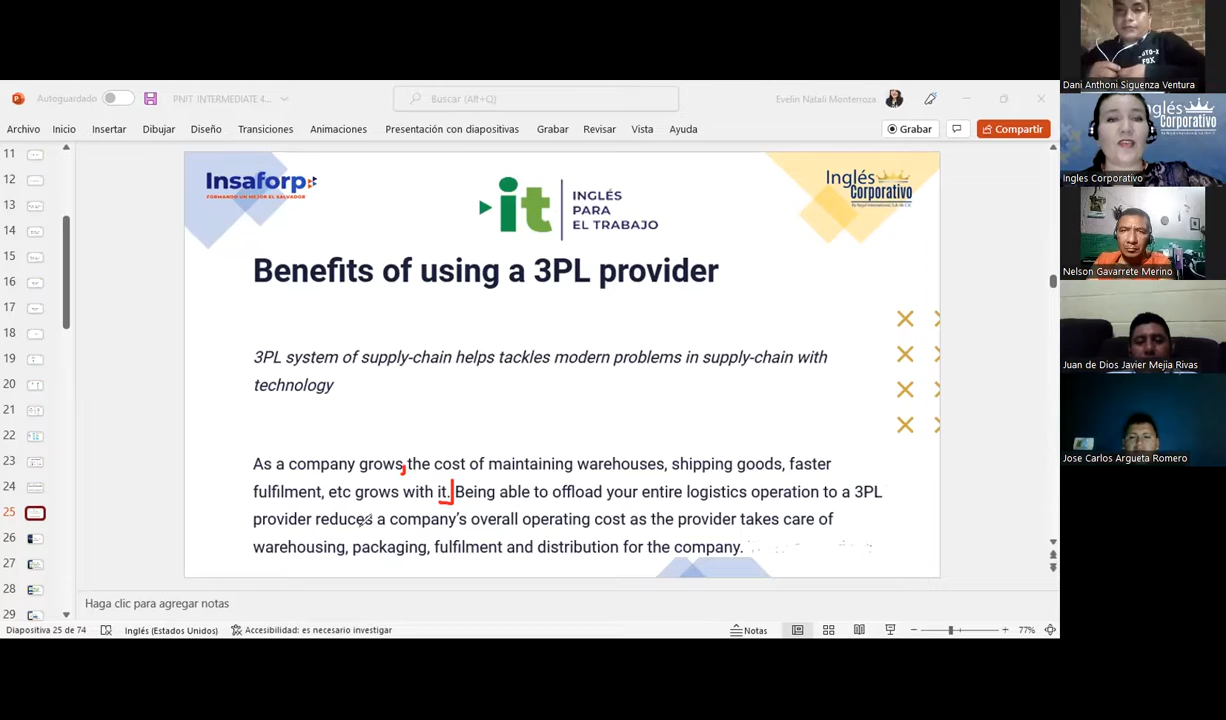 Autoguardado
PNIT INTERMEDIATE 4...
Buscar (Alt+Q)
Evelin Natali Monterroza
Archivo Inicio Insertar Dibujar Diseño Transiciones Animaciones Presentación con diapositivas Grabar Revisar Vista Ayuda
Grabar
Compartir
11
12
13
14
15
16
17
18
19
20
21
22
23
24
25
26
27
28
29
Insaforp
FORMANDO UN MEJOR EL SALVADOR
it
INGLÉS
PARA
EL TRABAJO
Inglés
Corporativo
Benefits of using a 3PL provider
3PL system of supply-chain helps tackles modern problems in supply-chain with
technology
As a company grows, the cost of maintaining warehouses, shipping goods, faster
fulfilment, etc grows with it. Being able to offload your entire logistics operation to a 3PL
provider reduces a company's overall operating cost as the provider takes care of
warehousing, packaging, fulfilment and distribution for the company.
Haga clic para agregar notas
Diapositiva 25 de 74
Inglés (Estados Unidos)
Accesibilidad: es necesario investigar
Notas
77%
FOX
Dani Anthoni Siguenza Ventura
Inglés
Corporativo
Ingles Corporativo
Nelson Gavarrete Merino
Juan de Dios Javier Mejia Rivas
Jose Carlos Argueta Romero